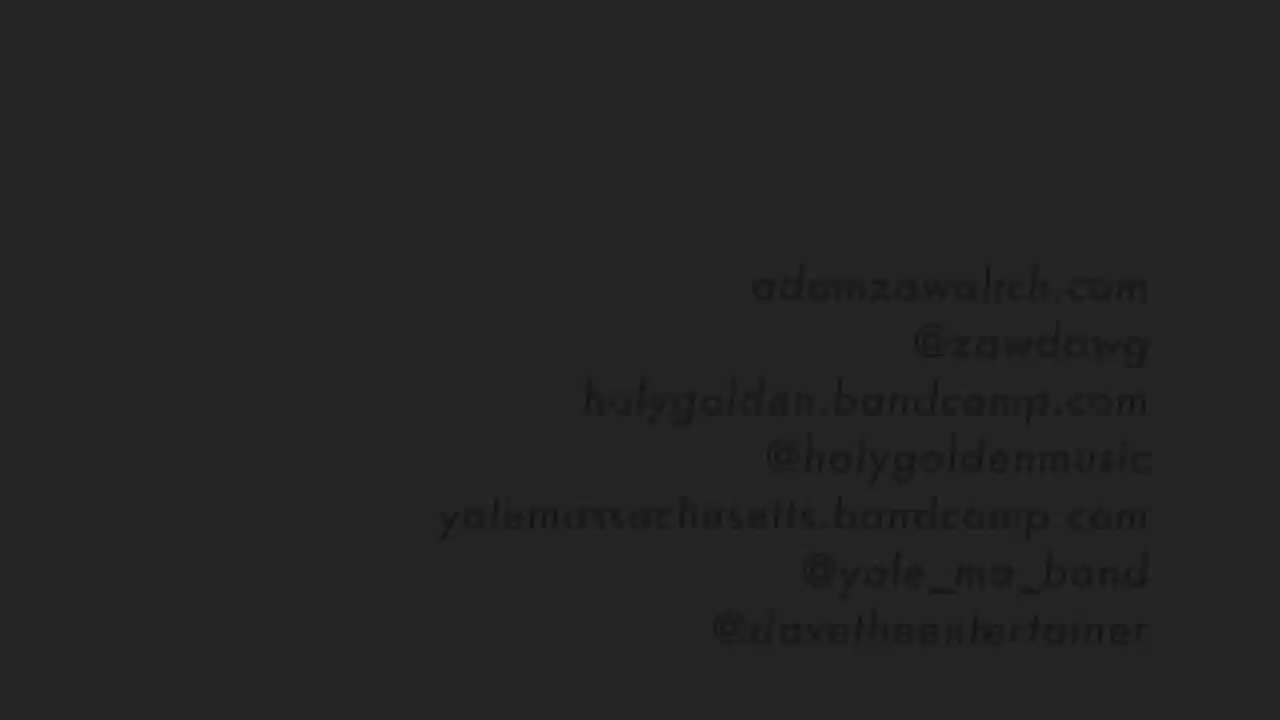 adamzawalich.com
@zawdawg
holygolden.bandcamp.com
@holygoldenmusic
yalemassachusetts.bandcamp.com
@yale_ma_band
@davetheentertainer